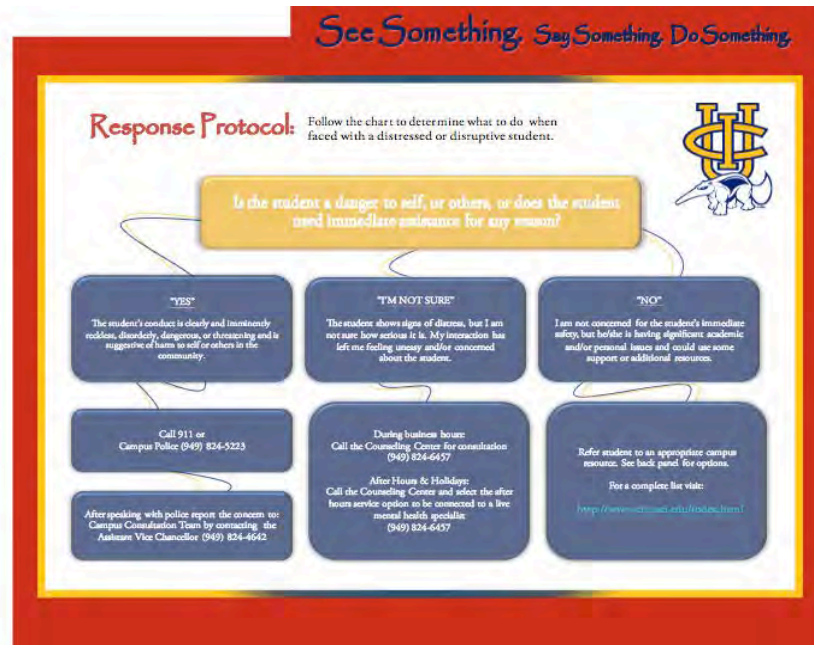 See Something. Say Something. Do Something.
Response Protocol:
Follow the chart to determine what to do when
faced with a distressed or disruptive student.
UCI
Is the student a danger to self, or others, or does the student
need immediate assistance for any reason?
"YES"
The student's conduct is clearly and imminently
reckless, disorderly, dangerous, or threatening and is
suggestive of harm to self or others in the
community.
Call 911 or
Campus Police (949) 824-5223
After speaking with police report the concern to:
Campus Consultation Team by contacting the
Assistant Vice Chancellor (949) 824-4642
"I'M NOT SURE"
The student shows signs of distress, but I am
not sure how serious it is. My interaction has
left me feeling uneasy and/or concerned
about the student.
During business hours:
Call the Counseling Center for consultation
(949) 824-6457
After Hours & Holidays:
Call the Counseling Center and select the after
hours service option to be connected to a live
mental health specialist
(949) 824-6457
"NO"
I am not concerned for the student's immediate
safety, but he/she is having significant academic
and/or personal issues and could use some
support or additional resources.
Refer student to an appropriate campus
resource. See back panel for options.
For a complete list visit: